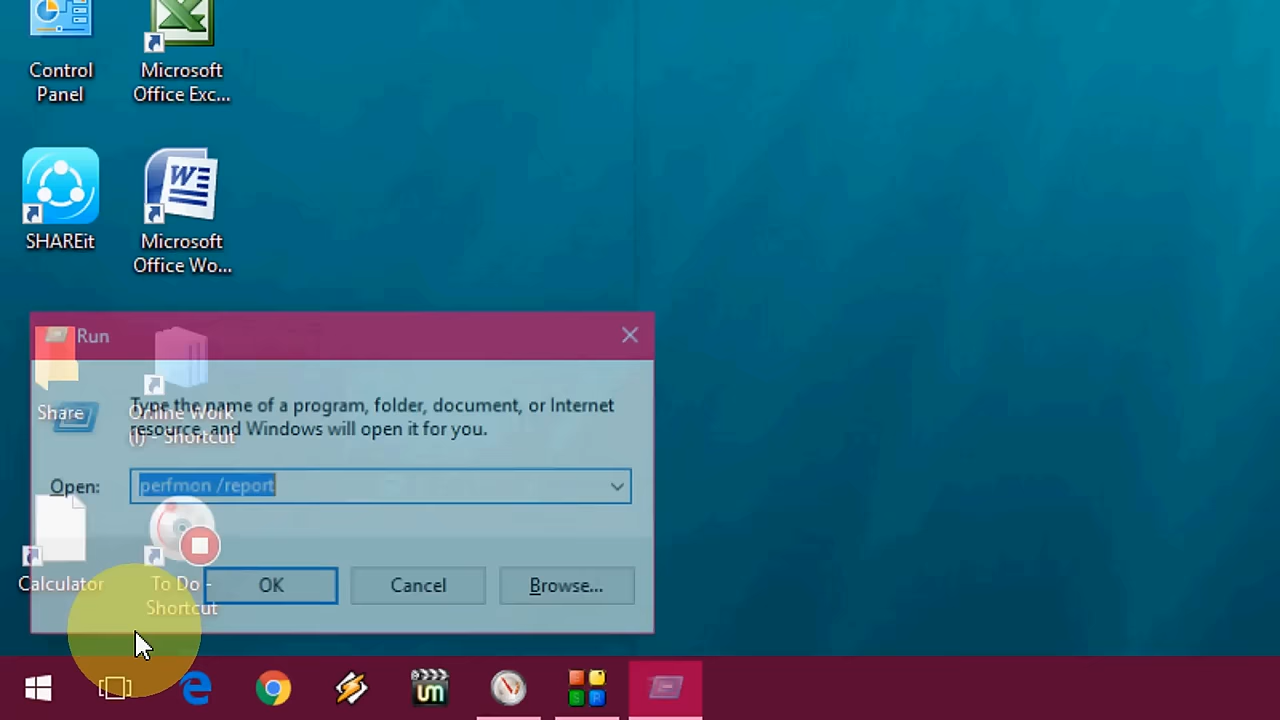 Control
Panel
Microsoft
Office Exc...
SHAREit
Microsoft
Office Wo...
Run
Type the name of a program, folder, document, or Internet
resource, and Windows will open it for you.
Share
Online Work
(I) - Shortcut
Open:
perfmon /report
Calculator
To Do -
Shortcut
OK
Cancel
Browse...
um